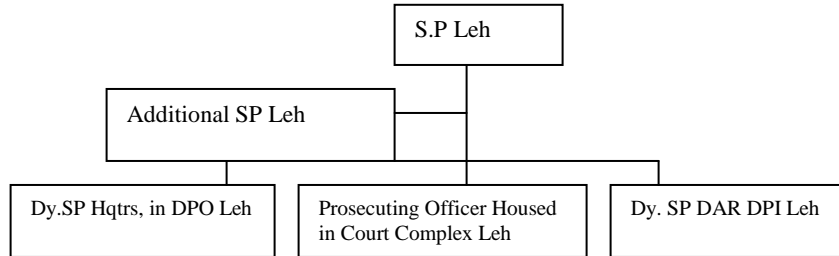 S.P Leh
Additional SP Leh
Dy.SP Hqtrs, in DPO Leh
Prosecuting Officer Housed
in Court Complex Leh
Dy. SP DAR DPI Leh